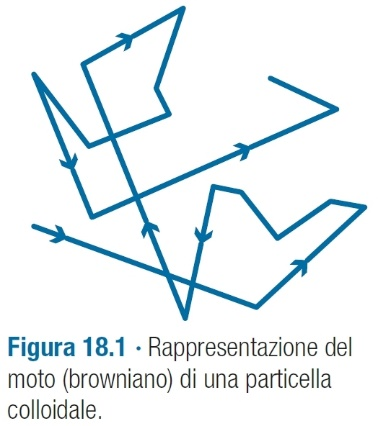 Figura 18.1 · Rappresentazione del
moto (browniano) di una particella
colloidale.